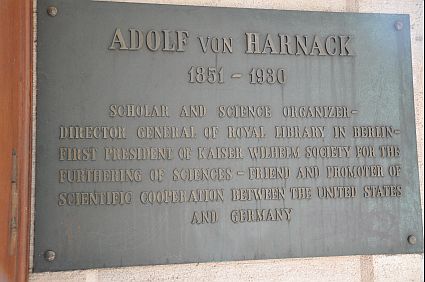 ADOLF VON HARNACK
1851 - 1930
SCHOLAR AND SCIENCE ORGANIZER-
DIRECTOR GENERAL OF ROYAL LIBRARY IN BERLIN-
FIRST PRESIDENT OF KAISER WILHELM SOCIETY FOR THE
FURTHERING OF SCIENCES - FRIEND AND PROMOTER OF
SCIENTIFIC COOPERATION BETWEEN THE UNITED STATES
AND GERMANY